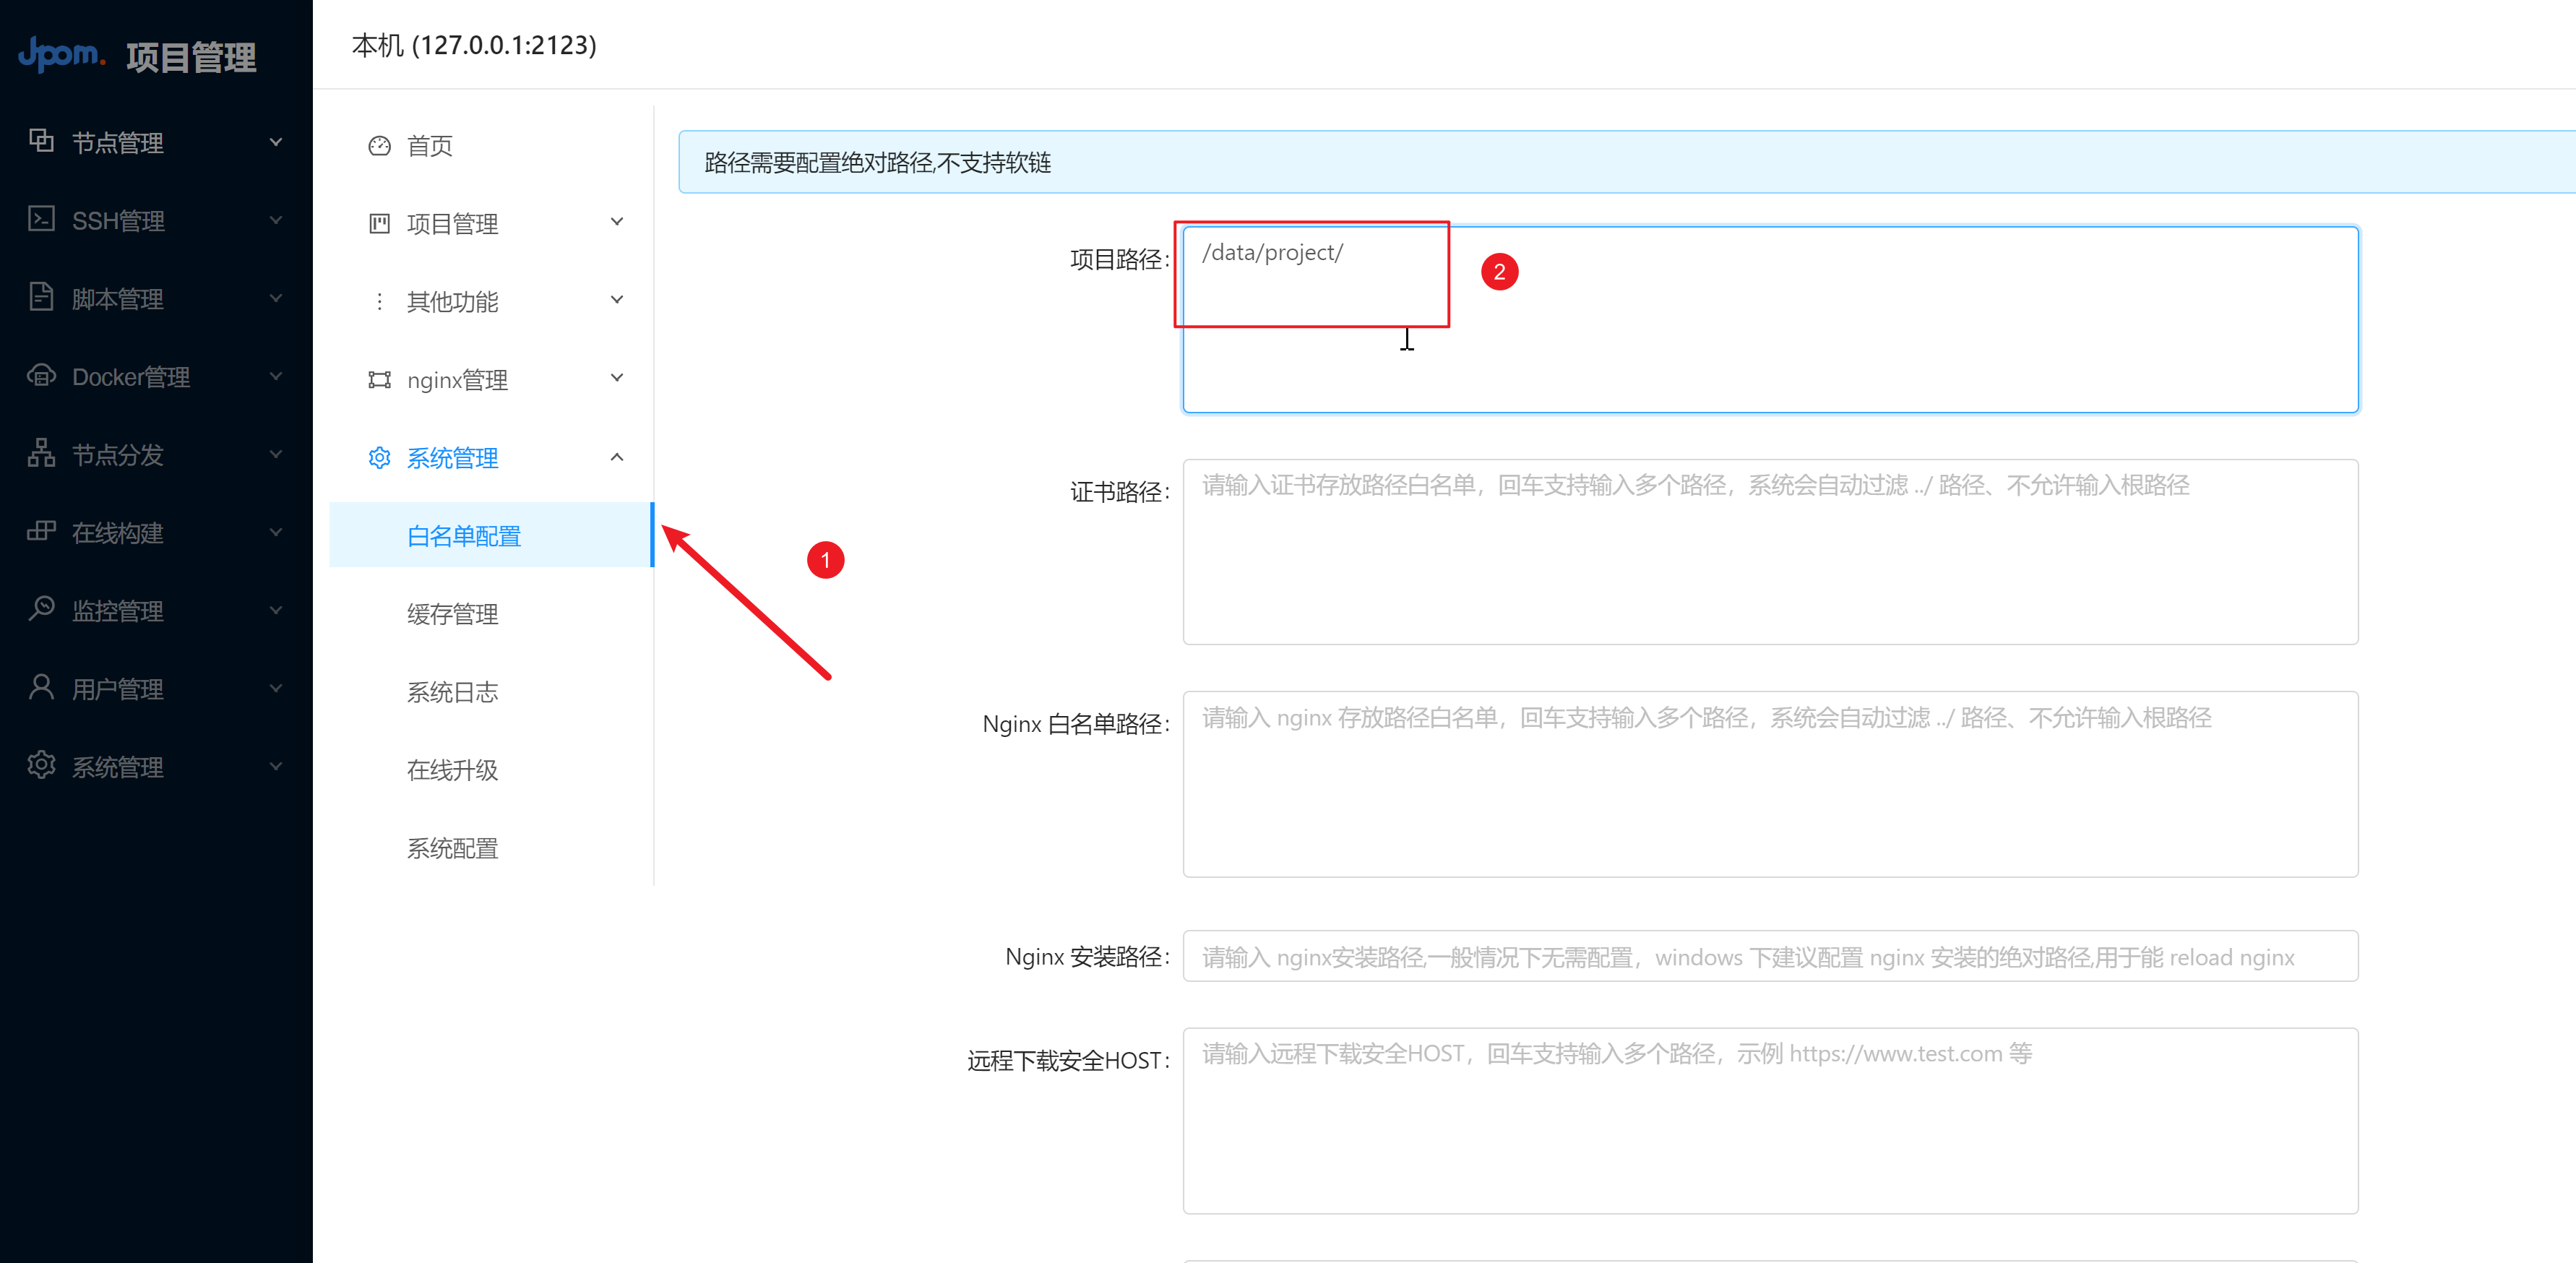 Jpom. 项目管理
节点管理
SSH管理
脚本管理
Docker管理
节点分发
在线构建
监控管理
用户管理
系统管理
本机 (127.0.0.1:2123)
首页
项目管理
其他功能
nginx管理
系统管理
白名单配置
缓存管理
系统日志
在线升级
系统配置
1
路径需要配置绝对路径,不支持软链
项目路径:
/data/project/
2
证书路径:
请输入证书存放路径白名单，回车支持输入多个路径，系统会自动过滤 ../ 路径、不允许输入根路径
Nginx 白名单路径:
请输入 nginx 存放路径白名单，回车支持输入多个路径，系统会自动过滤 ../ 路径、不允许输入根路径
Nginx 安装路径:
请输入 nginx安装路径,一般情况下无需配置，windows 下建议配置 nginx 安装的绝对路径,用于能 reload nginx
远程下载安全HOST:
请输入远程下载安全HOST，回车支持输入多个路径，示例 https://www.test.com 等